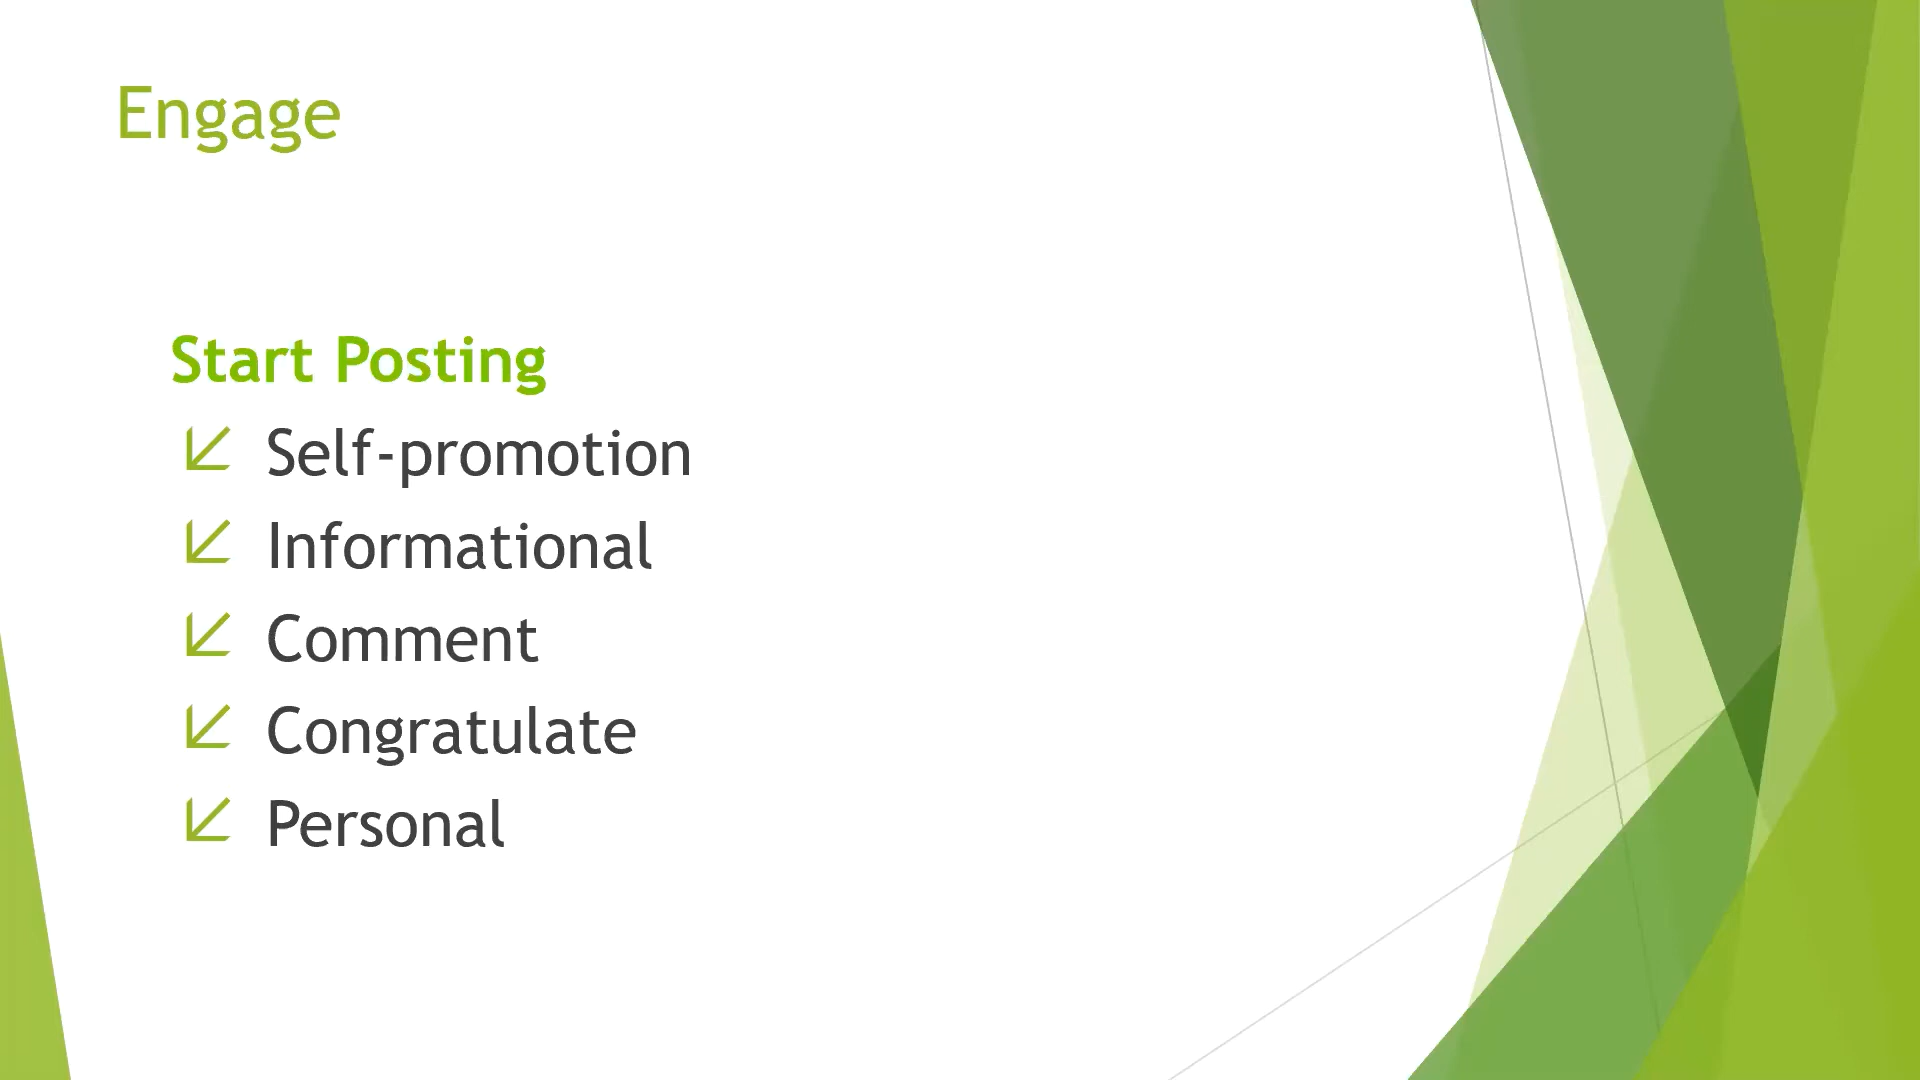 Engage
Start Posting
Self-promotion
Informational
Comment
Congratulate
Personal